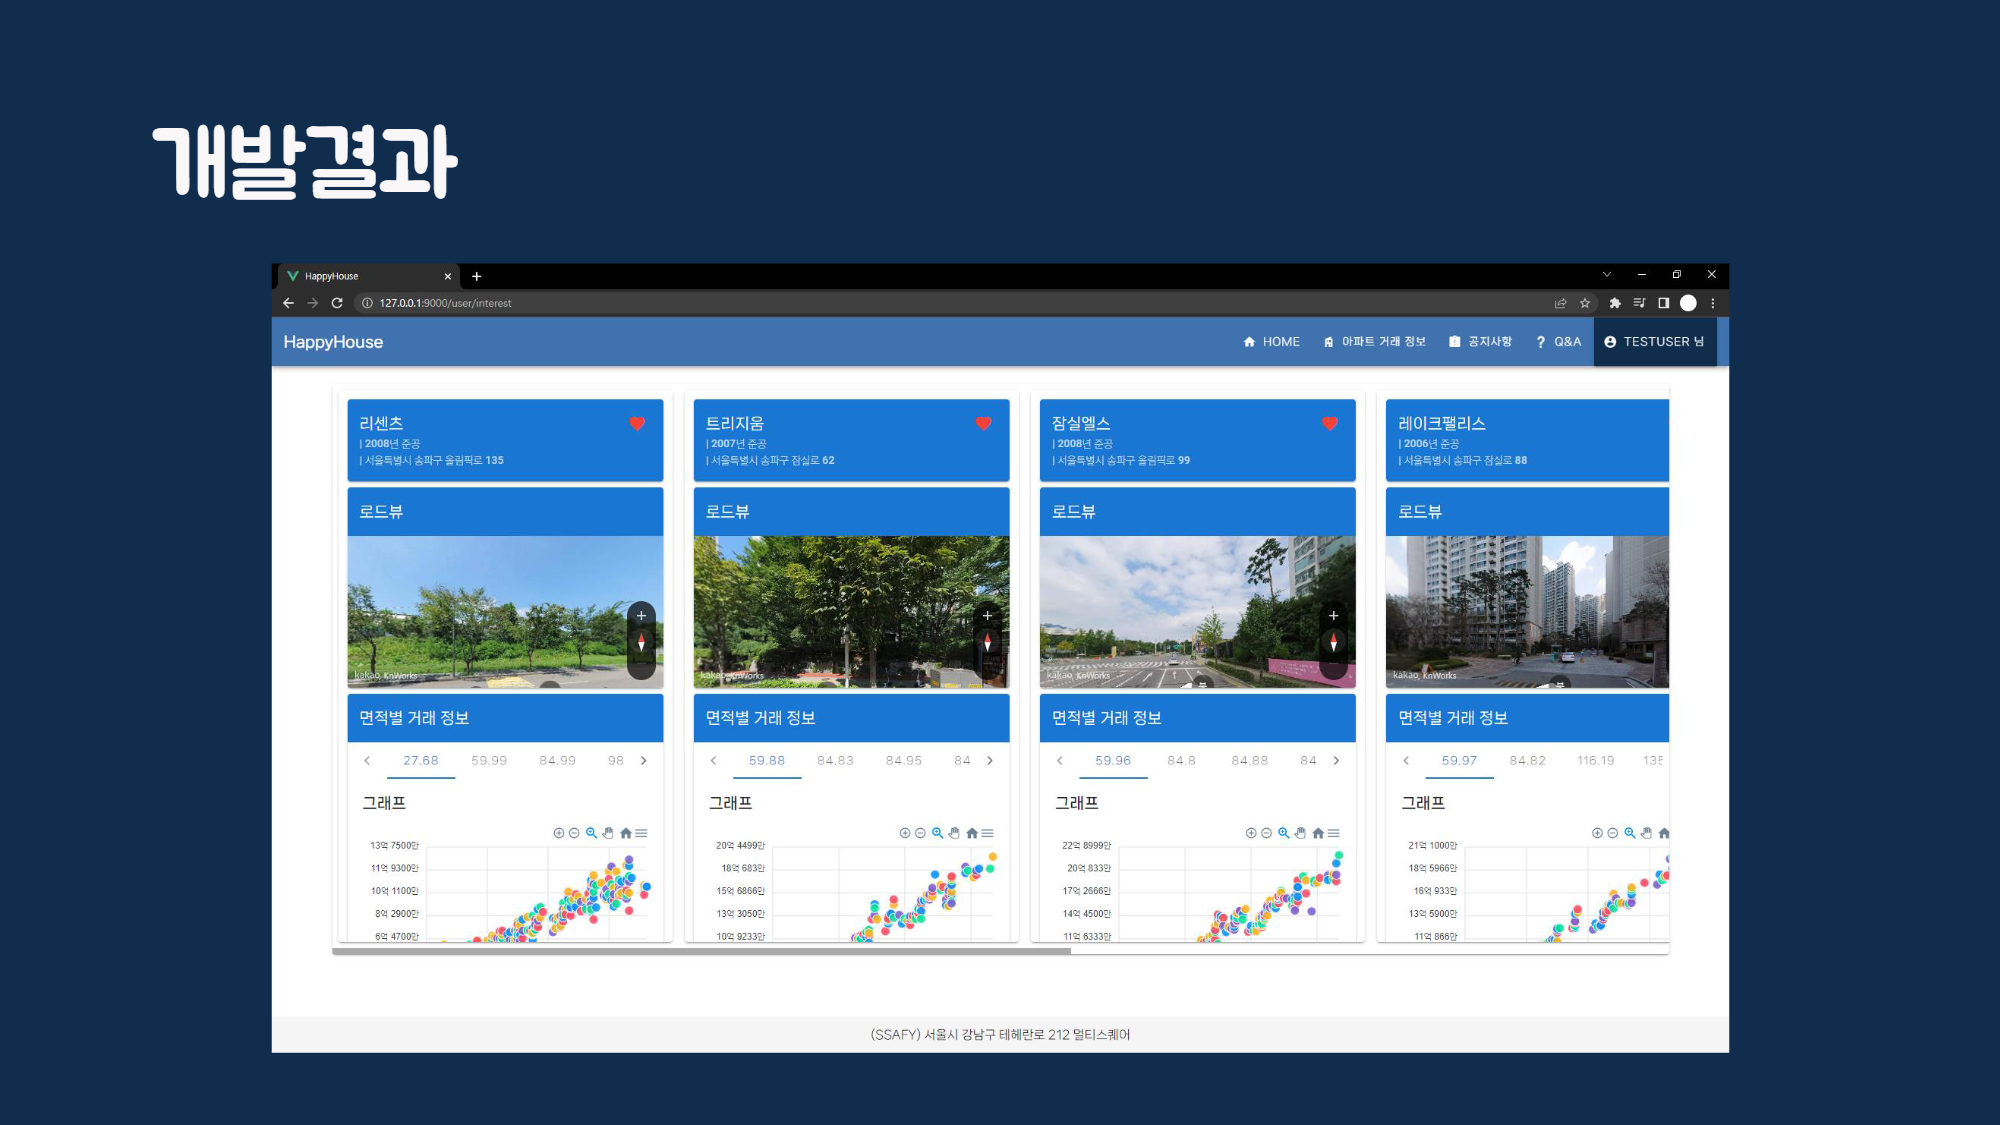 개발결과
HappyHouse
127.0.0.1:9000/user/interest
HappyHouse
HOME
아파트 거래 정보
공지사항
Q&A
TESTUSER 님
리센츠
| 2008년 준공
| 서울특별시 송파구 올림픽로 135
로드뷰
kakao, KnWorks
면적별 거래 정보
27.68 59.99 84.99 98
그래프
13억 7500만
11억 9300만
10억 1100만
8억 2900만
6억 4700만
트리지움
| 2007년 준공
| 서울특별시 송파구 잠실로 62
로드뷰
kakao, KnWorks
면적별 거래 정보
59.88 84.83 84.95 84
그래프
20억 4499만
18억 683만
15억 6866만
13억 3050만
10억 9233만
잠실엘스
| 2008년 준공
| 서울특별시 송파구 올림픽로 99
로드뷰
kakao, KnWorks
북
면적별 거래 정보
59.96 84.8 84.88 84
그래프
22억 8999만
20억 833만
17억 2666만
14억 4500만
11억 6333만
레이크팰리스
| 2006년 준공
| 서울특별시 송파구 잠실로 88
로드뷰
kakao, KnWorks
북
면적별 거래 정보
59.97 84.82 116.19 135
그래프
21억 1000만
18억 5966만
16억 933만
13억 5900만
11억 866만
(SSAFY) 서울시 강남구 테헤란로 212 멀티스퀘어